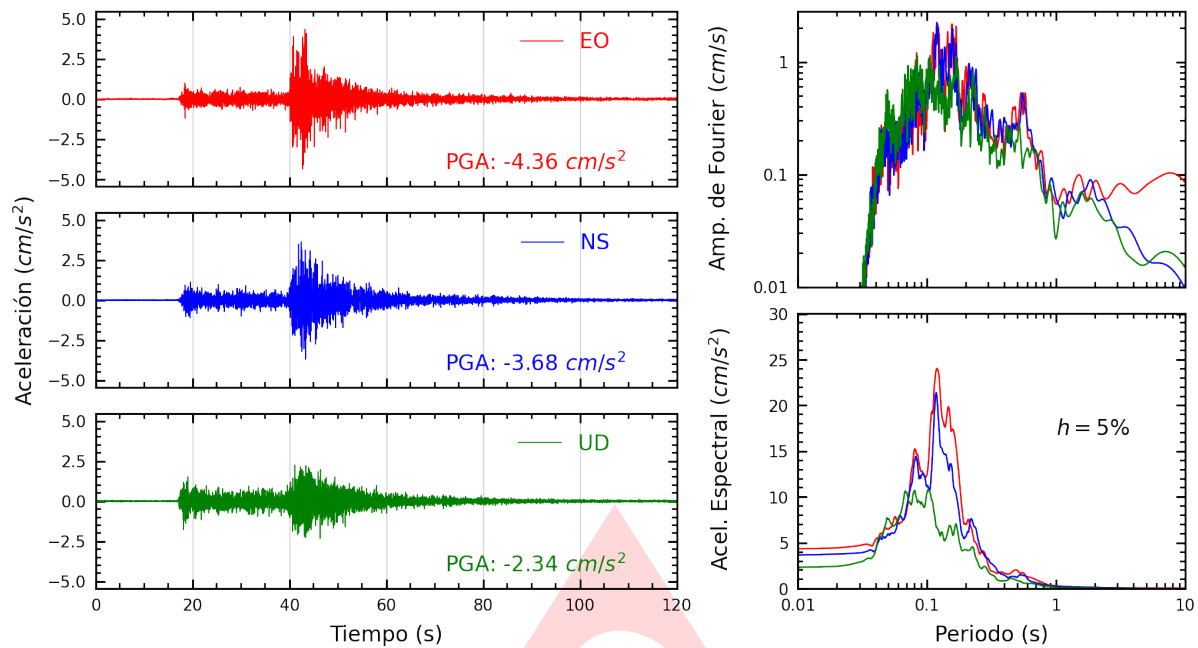 Aceleración (cm/s²)
5.0
2.5
0.0
−2.5
−5.0
EO
PGA: -4.36 cm/s²
5.0
2.5
0.0
−2.5
−5.0
NS
PGA: -3.68 cm/s²
5.0
2.5
0.0
−2.5
−5.0
UD
PGA: -2.34 cm/s²
0 20 40 60 80 100 120
Tiempo (s)
Amp. de Fourier (cm/s)
1
0.1
0.01
Acel. Espectral (cm/s²)
30
25
20
15
10
5
0
h = 5%
0.01 0.1 1 10
Periodo (s)